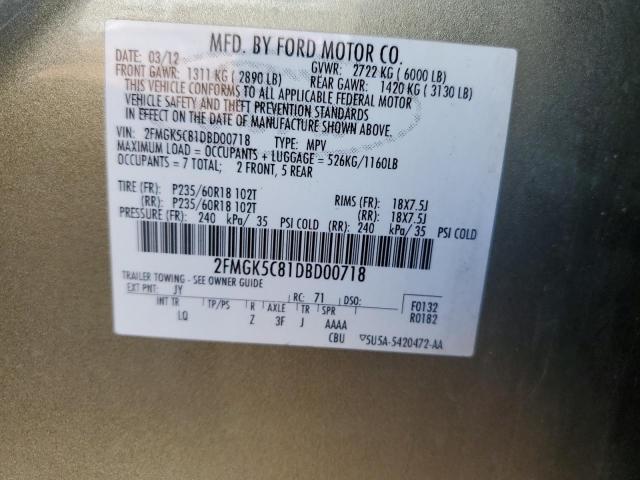 MFD. BY FORD MOTOR CO.
DATE: 03/12 GVWR: 2722 KG ( 6000 LB)
FRONT GAWR: 1311 KG ( 2890 LB) REAR GAWR: 1420 KG ( 3130 LB)
THIS VEHICLE CONFORMS TO ALL APPLICABLE FEDERAL MOTOR
VEHICLE SAFETY AND THEFT PREVENTION STANDARDS
IN EFFECT ON THE DATE OF MANUFACTURE SHOWN ABOVE.
VIN: 2FMGK5C81DBD00718 TYPE: MPV
MAXIMUM LOAD = OCCUPANTS + LUGGAGE = 526KG/1160LB
OCCUPANTS = 7 TOTAL; 2 FRONT, 5 REAR
TIRE (FR): P235/60R18 102T RIMS (FR): 18X7.5J
(RR): P235/60R18 102T (RR): 18X7.5J
PRESSURE (FR): 240 kPa/ 35 PSI COLD (RR): 240 kPa/ 35 PSI COLD
2FMGK5C81DBD00718
TRAILER TOWING - SEE OWNER GUIDE
EXT PNT: JY RC: 71 DSO: F0132
INT TR TP/PS R AXLE TR SPR R0182
LQ Z 3F J AAAA
CBU ▽5U5A-5420472-AA